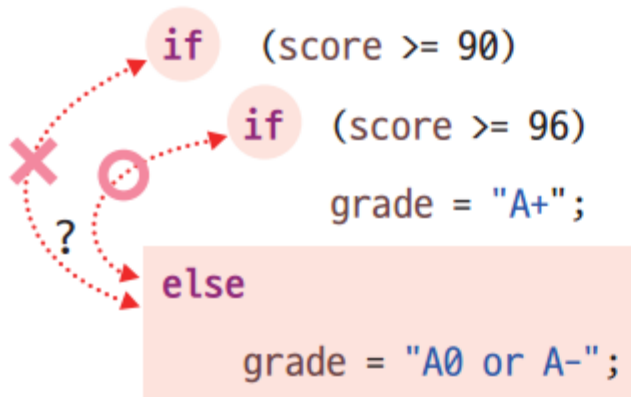 if (score >= 90)
if (score >= 96)
grade = "A+";
?
else
grade = "A0 or A-";